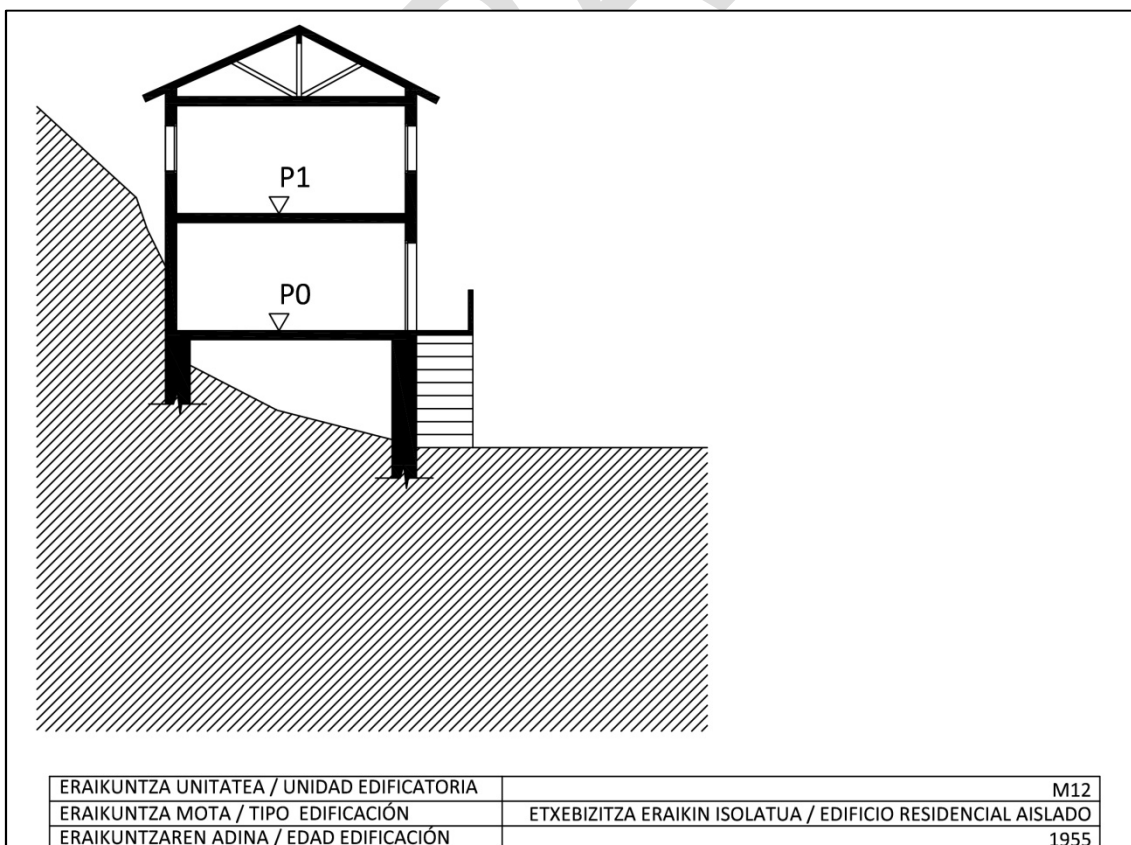 P1
P0
ERAIKUNTZA UNITATEA / UNIDAD EDIFICATORIA M12
ERAIKUNTZA MOTA / TIPO EDIFICACIÓN ETXEBIZITZA ERAIKIN ISOLATUA / EDIFICIO RESIDENCIAL AISLADO
ERAIKUNTZAREN ADINA / EDAD EDIFICACIÓN 1955